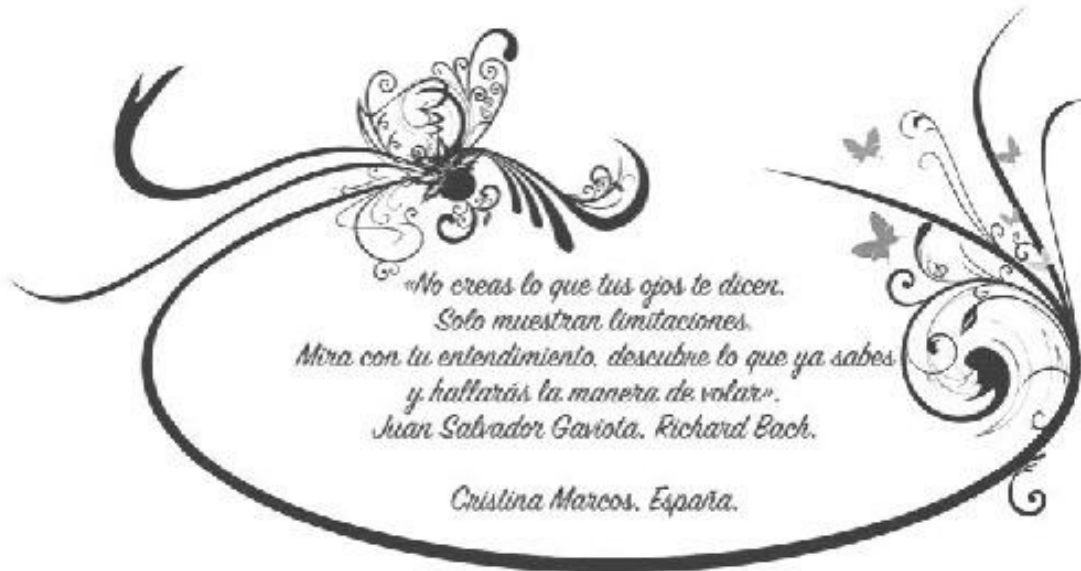 «No creas lo que tus ojos te dicen.
Solo muestran limitaciones.
Mira con tu entendimiento, descubre lo que ya sabes
y hallarás la manera de volar».
Juan Salvador Gaviota. Richard Bach.
Cristina Marcos. España.